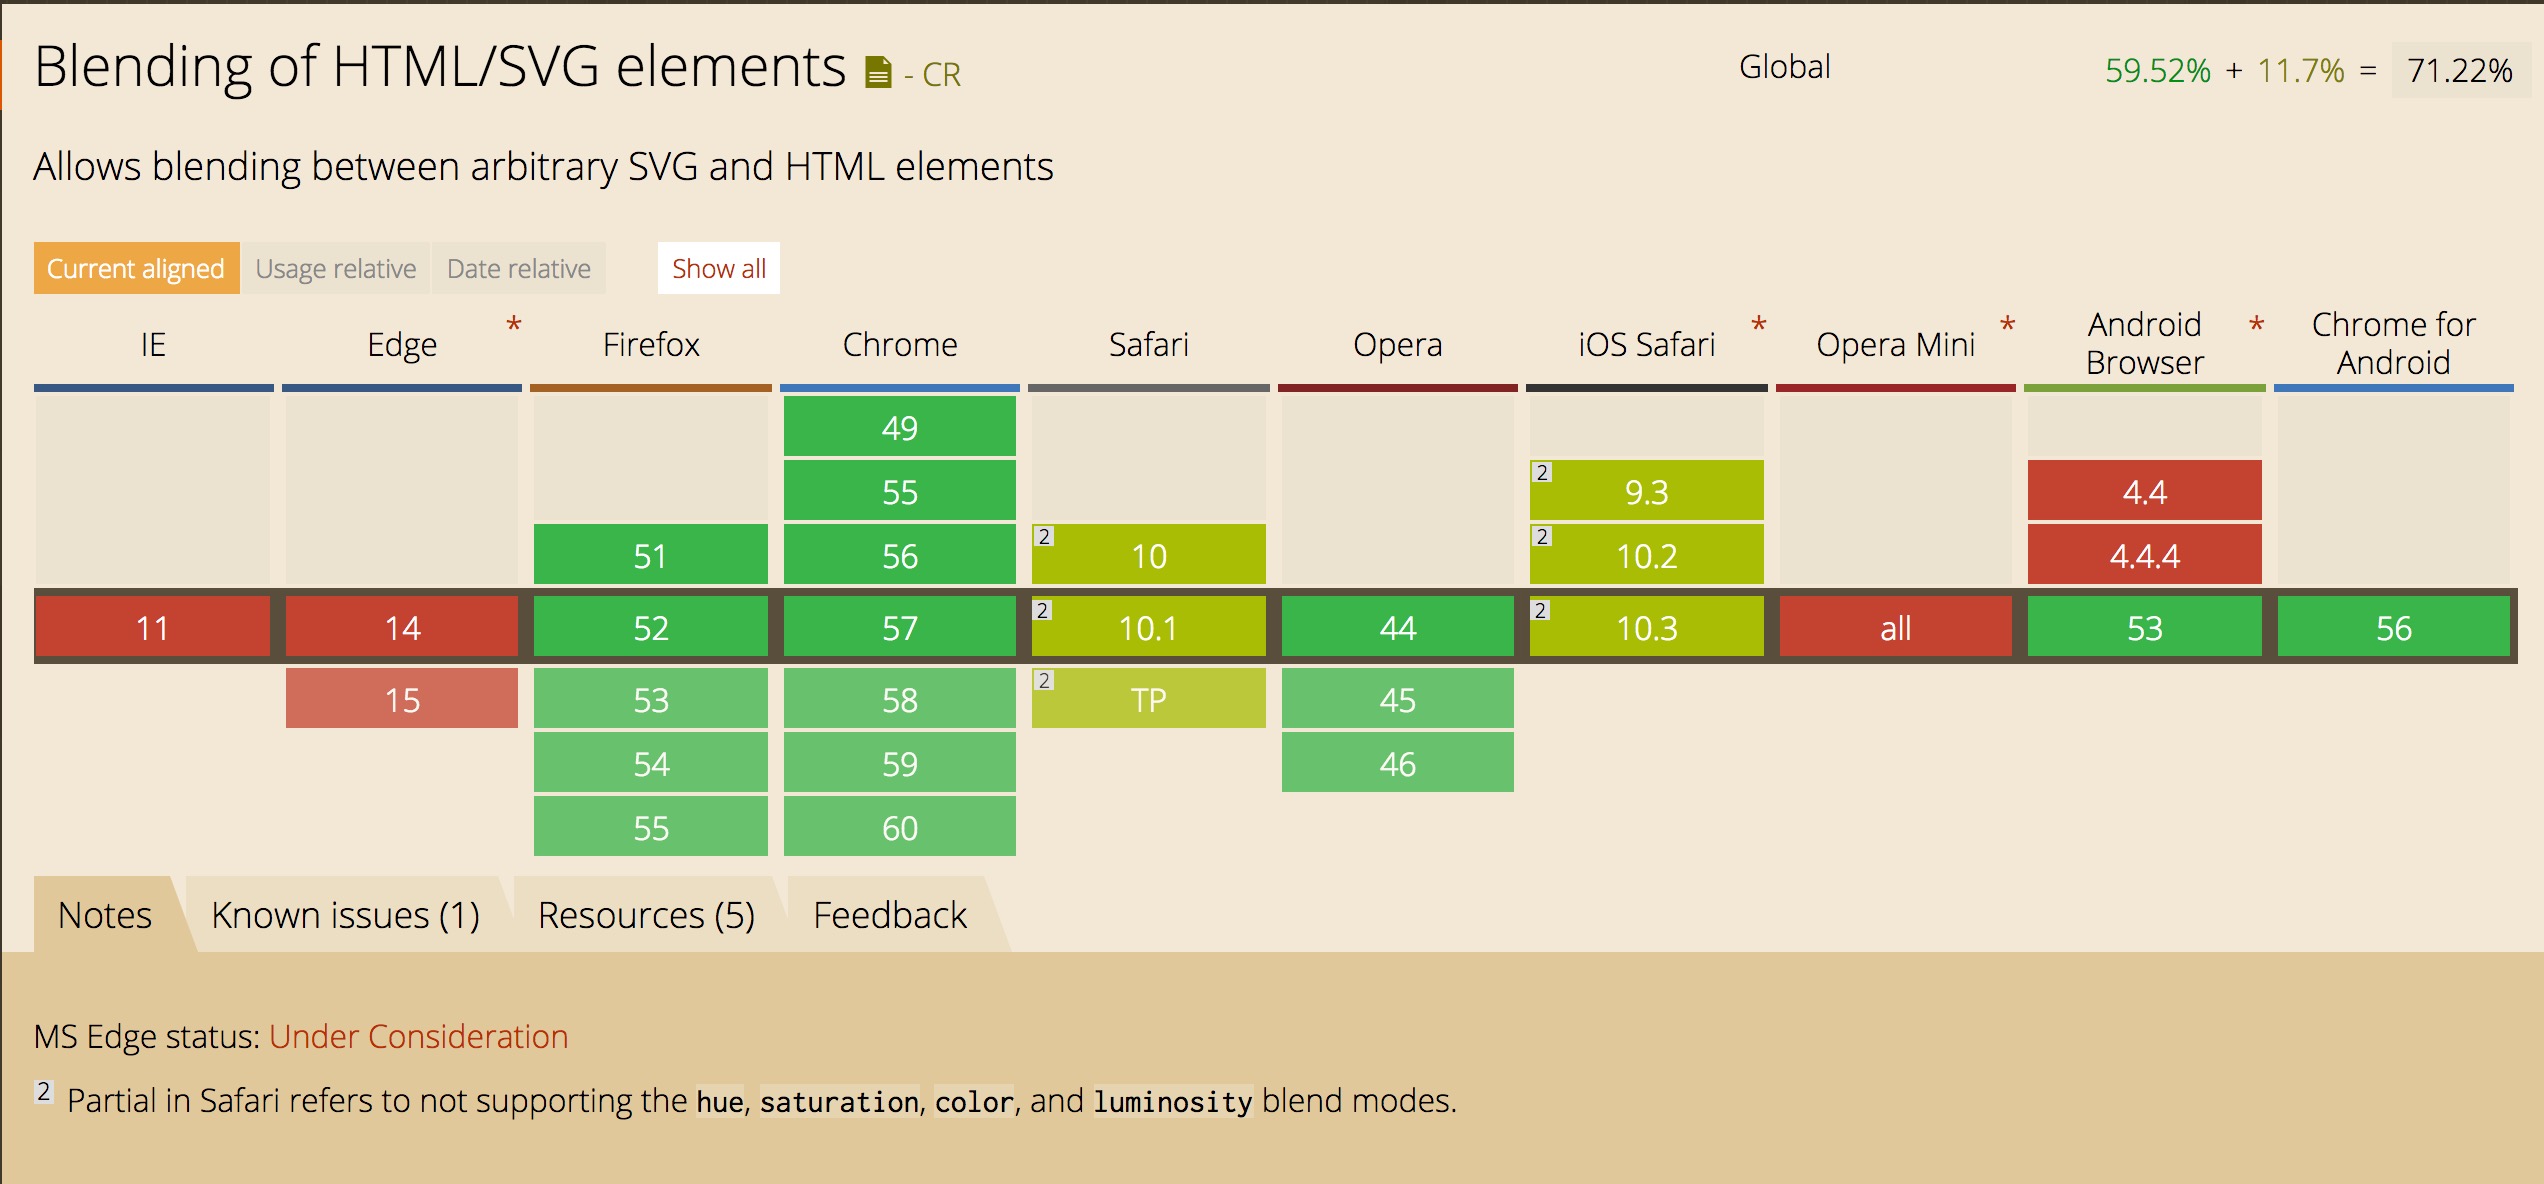 Blending of HTML/SVG elements - CR
Global 59.52% + 11.7% = 71.22%
Allows blending between arbitrary SVG and HTML elements
Current aligned Usage relative Date relative Show all
IE Edge * Firefox Chrome Safari Opera iOS Safari * Opera Mini * Android Browser * Chrome for Android
49
55 2 9.3 4.4
51 56 2 10 2 10.2 4.4.4
11 14 52 57 2 10.1 44 2 10.3 all 53 56
15 53 58 2 TP 45
54 59 46
55 60
Notes Known issues (1) Resources (5) Feedback
MS Edge status: Under Consideration
2 Partial in Safari refers to not supporting the hue, saturation, color, and luminosity blend modes.